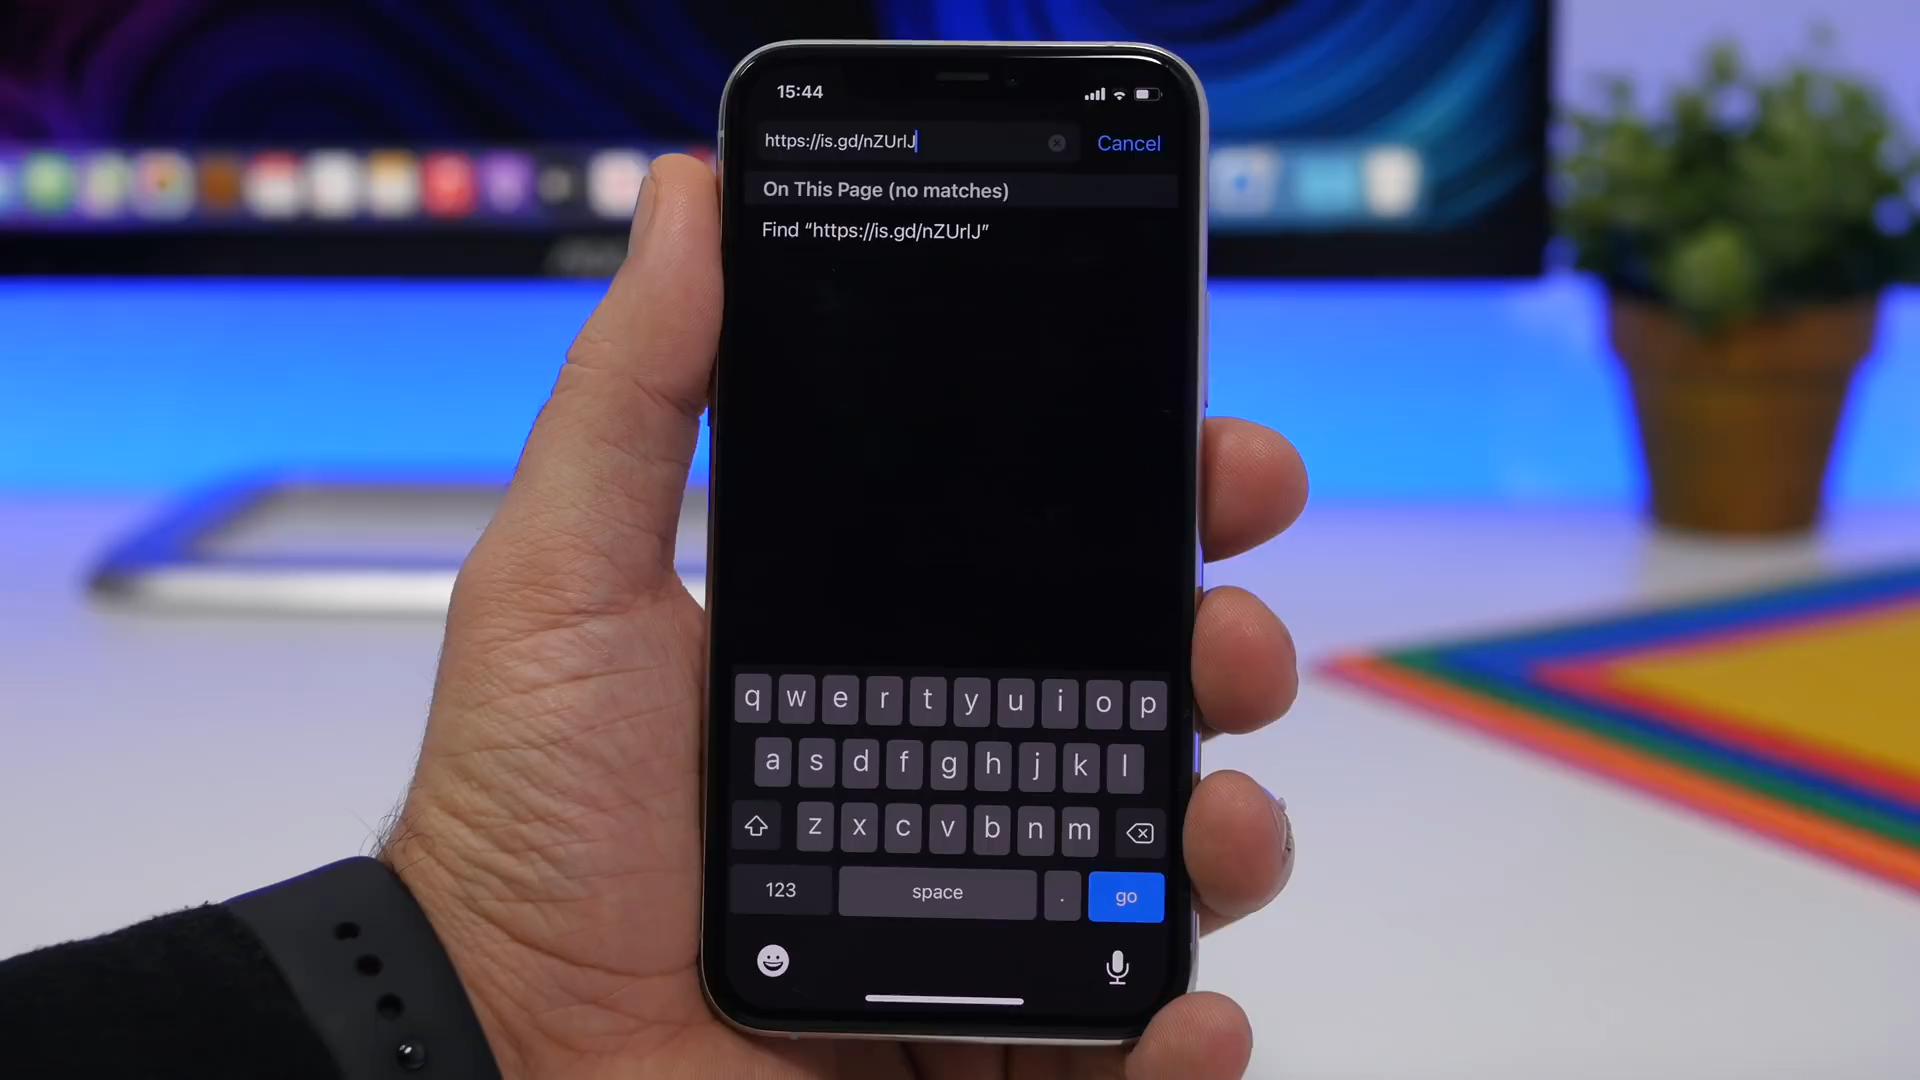 15:44
https://is.gd/nZUrlJ
Cancel
On This Page (no matches)
Find “https://is.gd/nZUrlJ”
q w e r t y u i o p
a s d f g h j k l
z x c v b n m
123 space . go